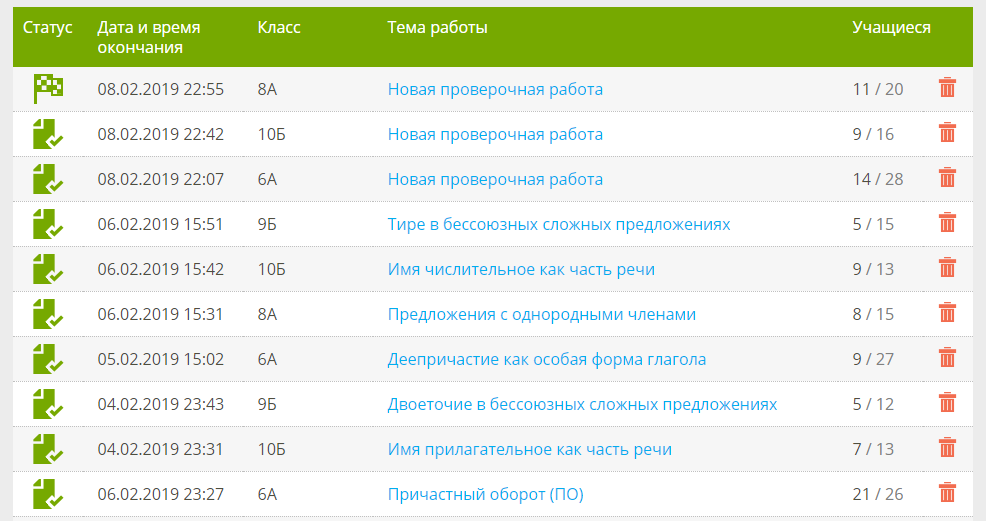 Статус Дата и время окончания Класс Тема работы Учащиеся
08.02.2019 22:55 8А Новая проверочная работа 11 / 20
08.02.2019 22:42 10Б Новая проверочная работа 9 / 16
08.02.2019 22:07 6А Новая проверочная работа 14 / 28
06.02.2019 15:51 9Б Тире в бессоюзных сложных предложениях 5 / 15
06.02.2019 15:42 10Б Имя числительное как часть речи 9 / 13
06.02.2019 15:31 8А Предложения с однородными членами 8 / 15
05.02.2019 15:02 6А Деепричастие как особая форма глагола 9 / 27
04.02.2019 23:43 9Б Двоеточие в бессоюзных сложных предложениях 5 / 12
04.02.2019 23:31 10Б Имя прилагательное как часть речи 7 / 13
06.02.2019 23:27 6А Причастный оборот (ПО) 21 / 26